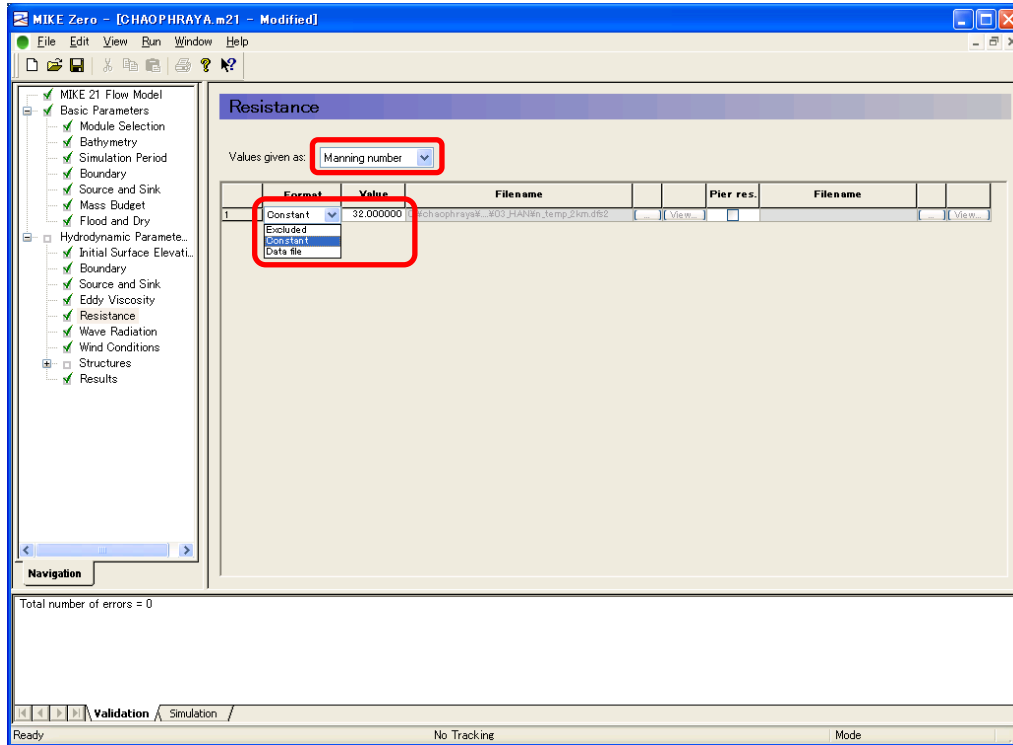 MIKE Zero - [CHAOPHRAYA.m21 - Modified]
File Edit View Run Window Help
MIKE 21 Flow Model
Basic Parameters
Module Selection
Bathymetry
Simulation Period
Boundary
Source and Sink
Mass Budget
Flood and Dry
Hydrodynamic Paramete...
Initial Surface Elevati...
Boundary
Source and Sink
Eddy Viscosity
Resistance
Wave Radiation
Wind Conditions
Structures
Results
Navigation
Resistance
Values given as: Manning number
Format Value Filename Pier res. Filename
1 Constant 32.000000 ¥chaophraya¥...¥03_HAN¥n_temp_2km.dfs2 ... View... ... View...
Excluded
Constant
Data file
Total number of errors = 0
Validation Simulation
Ready No Tracking Mode